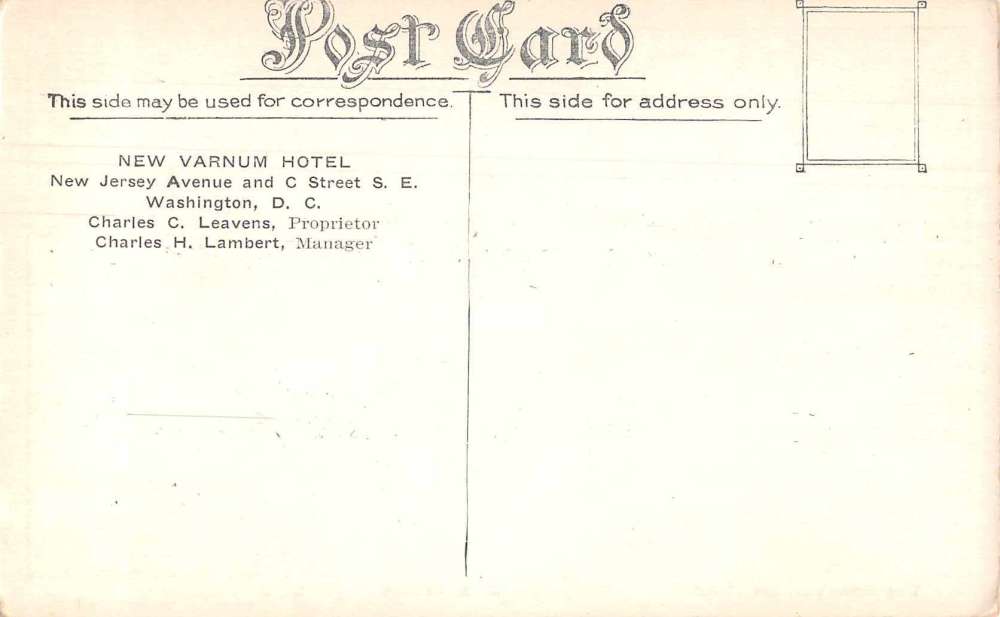 Post Card
This side may be used for correspondence.
This side for address only.
NEW VARNUM HOTEL
New Jersey Avenue and C Street S. E.
Washington, D. C.
Charles C. Leavens, Proprietor
Charles H. Lambert, Manager